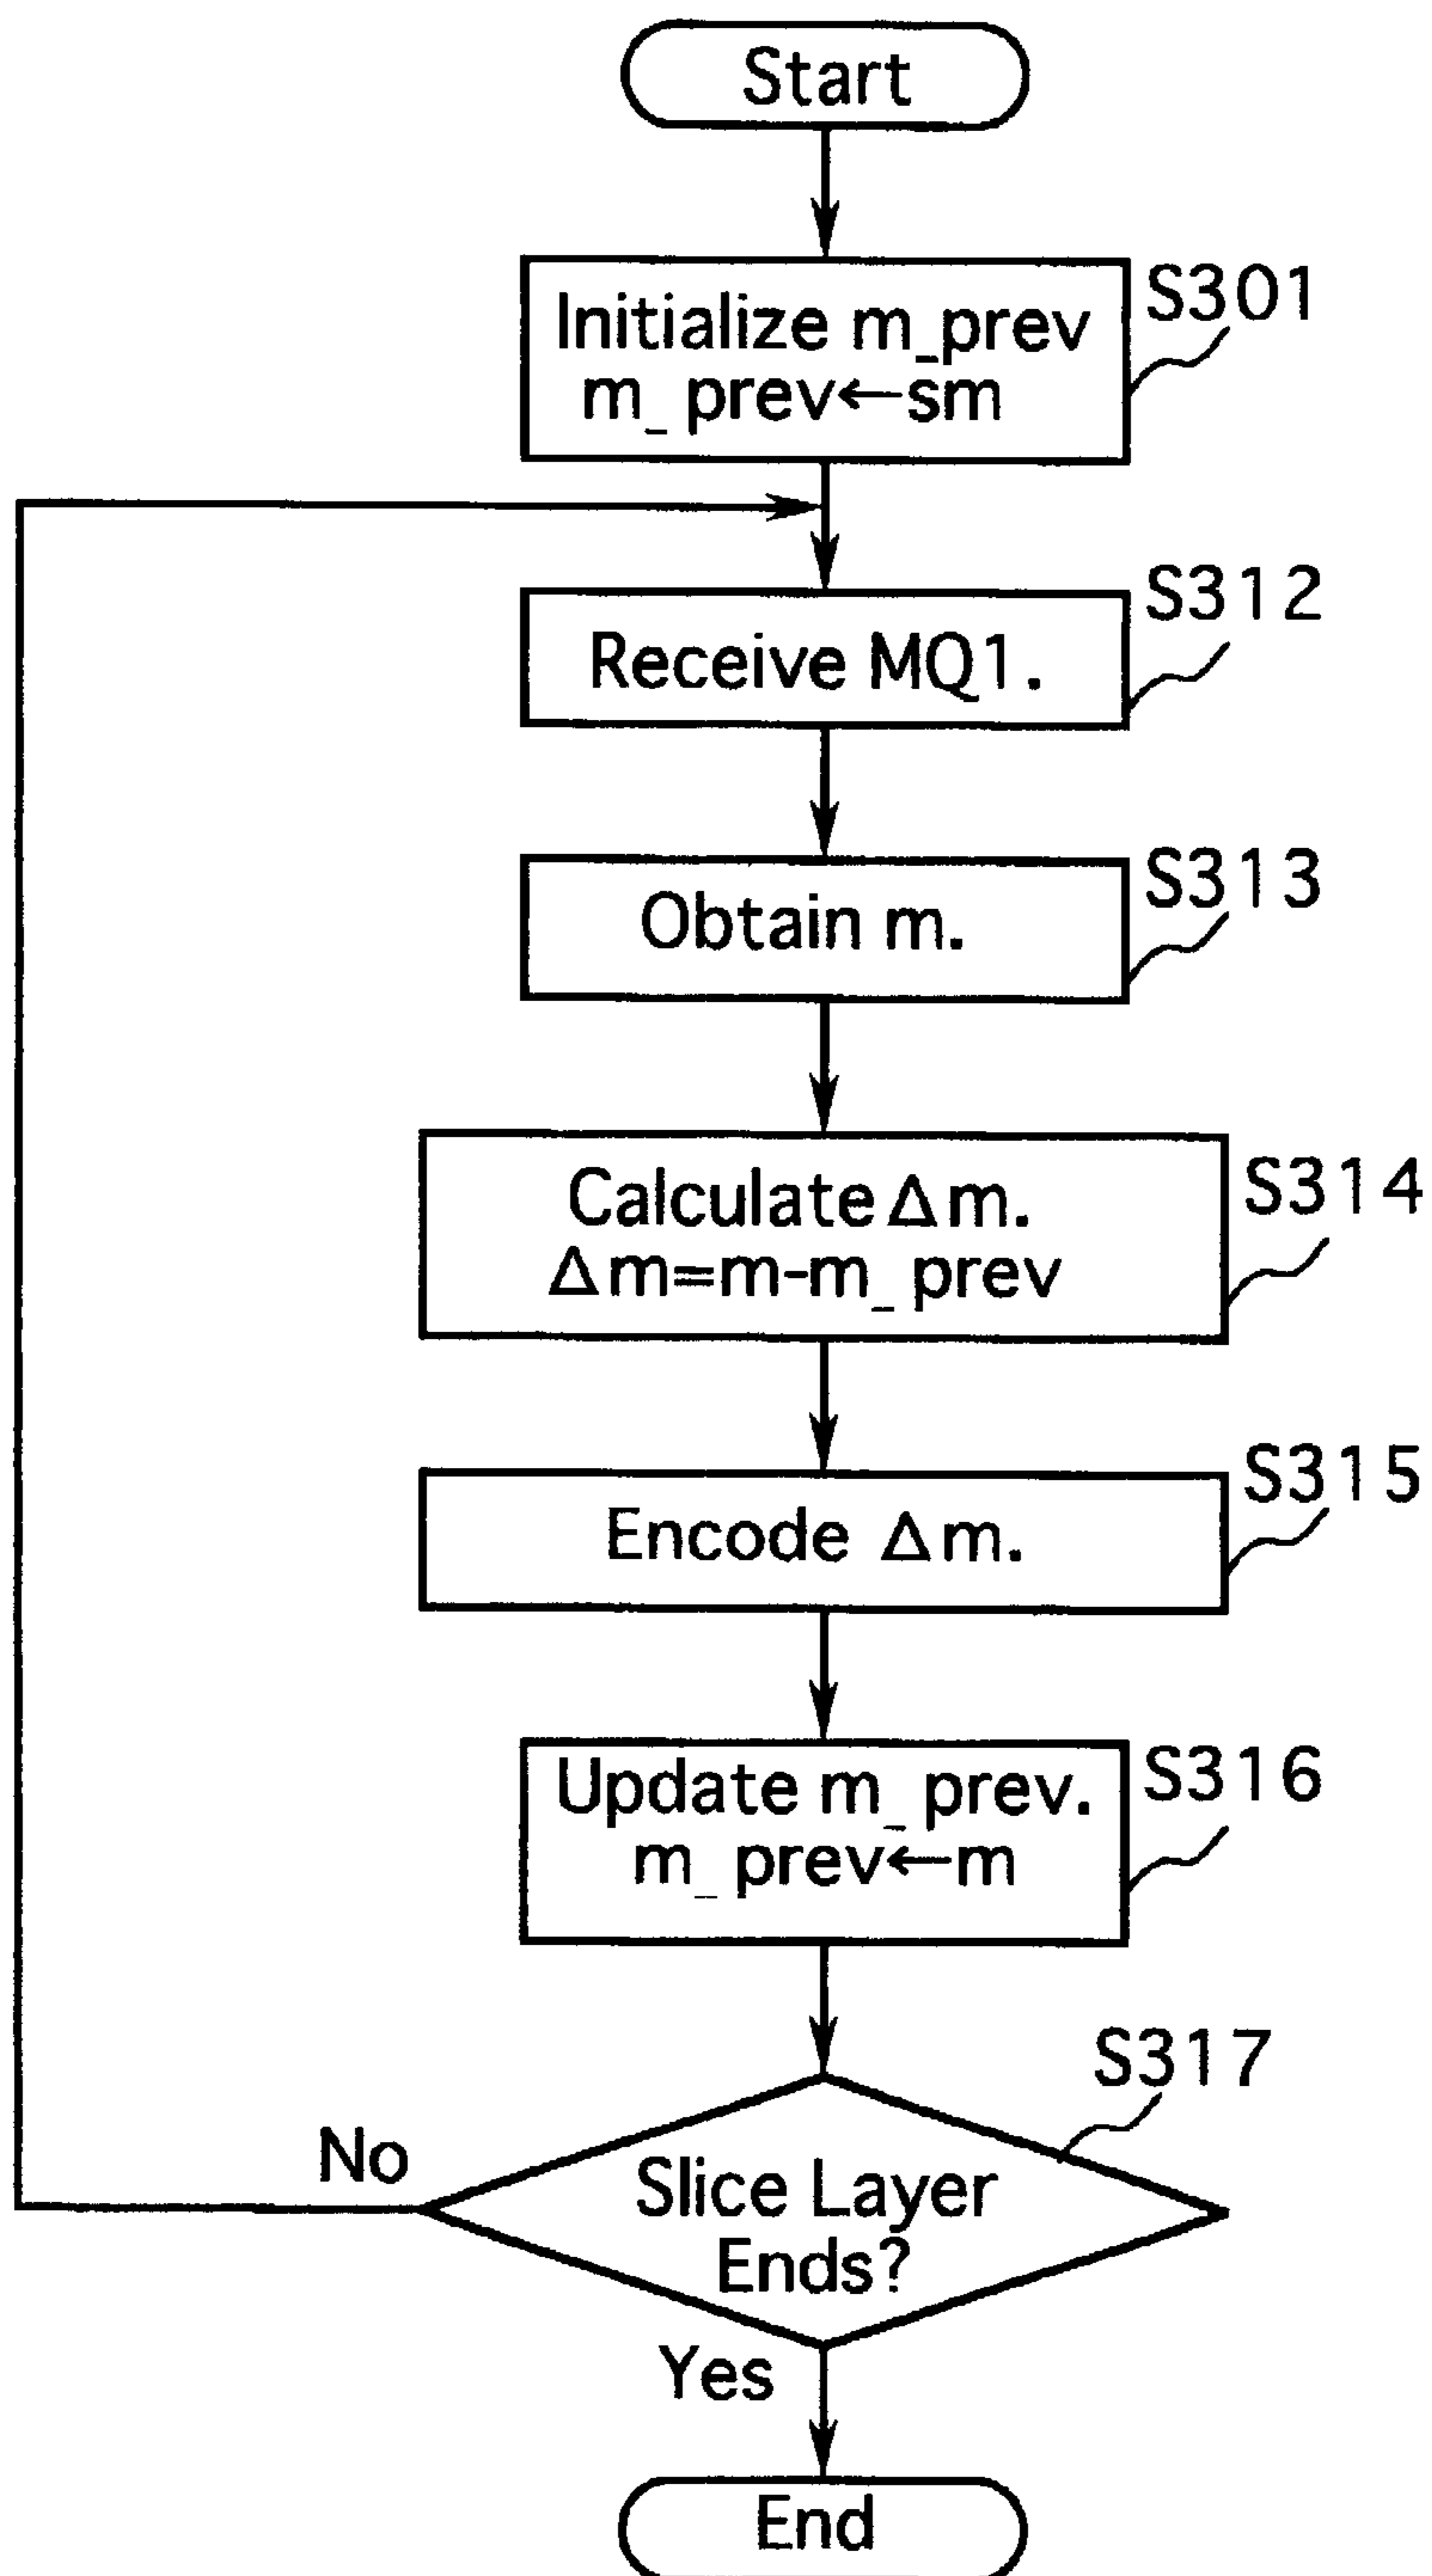 Start
S301
Initialize m_prev
m_ prev←sm
S312
Receive MQ1.
S313
Obtain m.
S314
Calculate Δm.
Δm=m-m_ prev
S315
Encode Δm.
S316
Update m_ prev.
m_ prev←m
S317
No
Slice Layer
Ends?
Yes
End